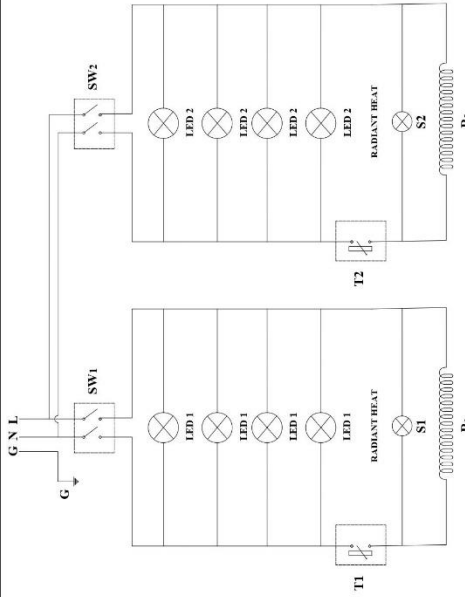 G N L
G
SW1
LED 1
LED 1
LED 1
LED 1
RADIANT HEAT
T1
S1
SW2
LED 2
LED 2
LED 2
LED 2
RADIANT HEAT
T2
S2